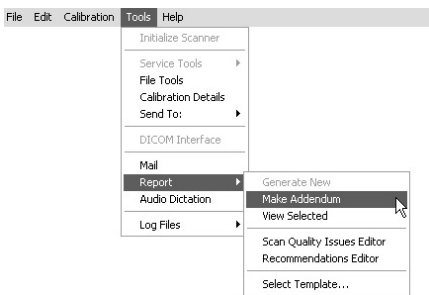 File Edit Calibration Tools Help
Initialize Scanner
Service Tools
File Tools
Calibration Details
Send To:
DICOM Interface
Mail
Report
Audio Dictation
Log Files
Generate New
Make Addendum
View Selected
Scan Quality Issues Editor
Recommendations Editor
Select Template...